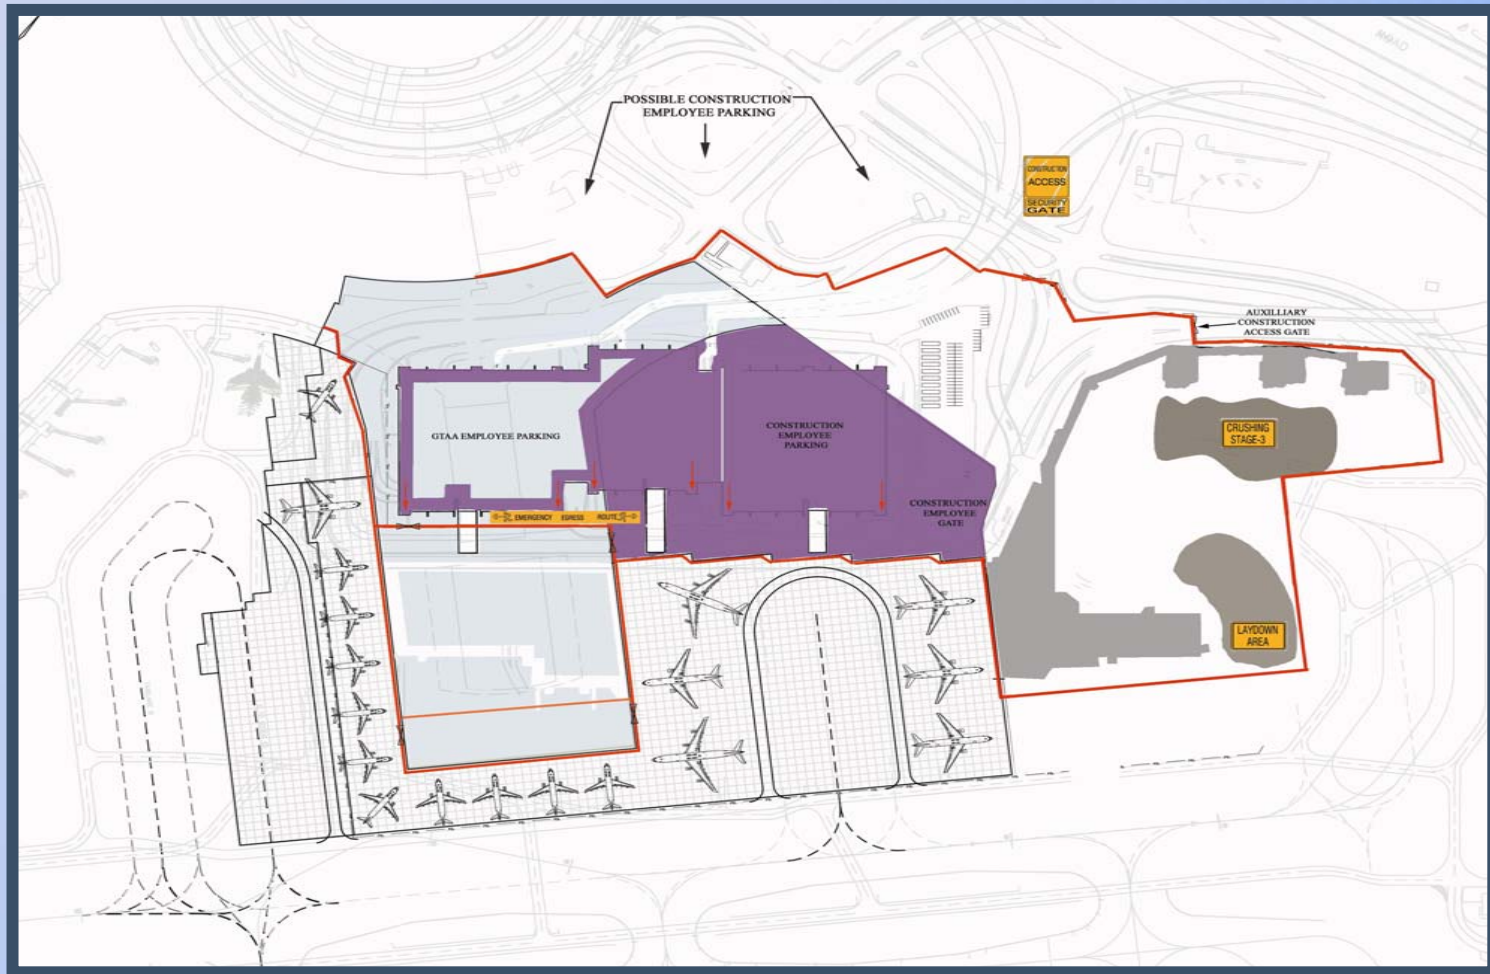 POSSIBLE CONSTRUCTION
EMPLOYEE PARKING
CONSTRUCTION
ACCESS
SECURITY
GATE
AUXILLIARY
CONSTRUCTION
ACCESS GATE
GTAA EMPLOYEE PARKING
CONSTRUCTION
EMPLOYEE
PARKING
CRUSHING
STAGE-3
CONSTRUCTION
EMPLOYEE
GATE
EMERGENCY EGRESS ROUTE
LAYDOWN
AREA